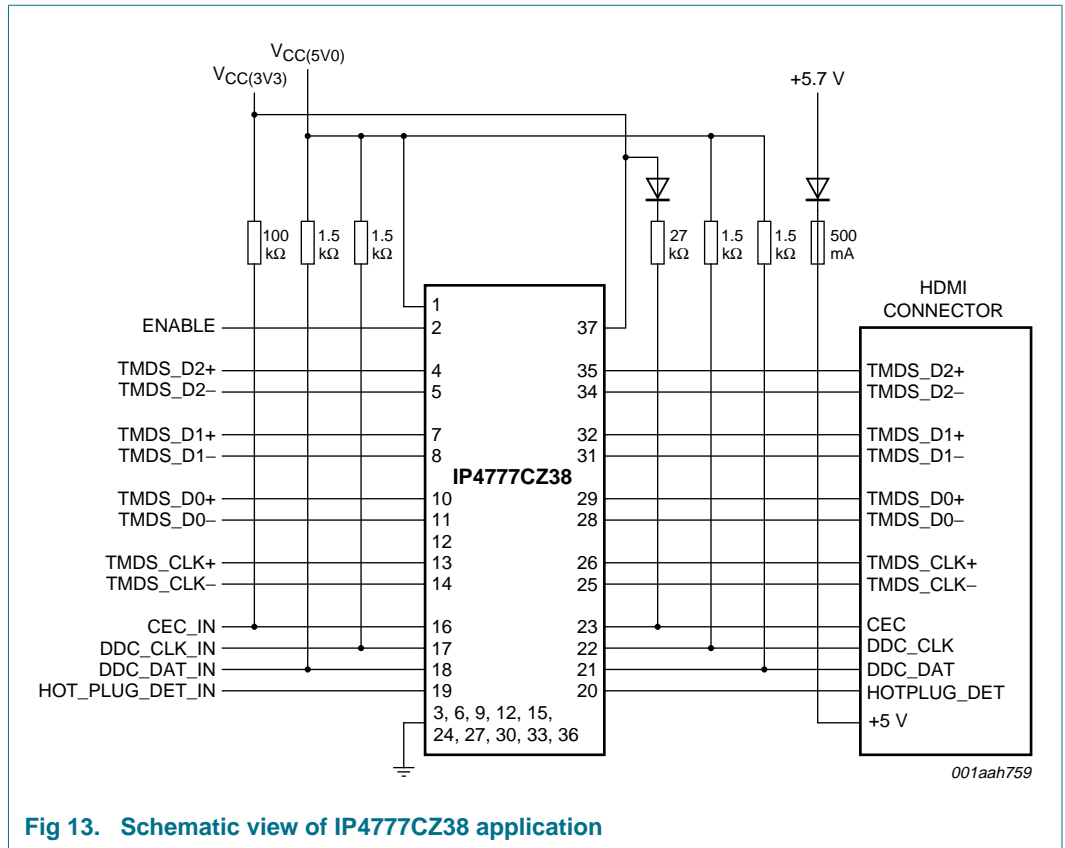 VCC(5V0)
VCC(3V3)
+5.7 V
100 kΩ
1.5 kΩ
1.5 kΩ
27 kΩ
1.5 kΩ
1.5 kΩ
500 mA
HDMI
CONNECTOR
1
ENABLE 2 37
TMDS_D2+ 4 35 TMDS_D2+
TMDS_D2− 5 34 TMDS_D2−
TMDS_D1+ 7 32 TMDS_D1+
TMDS_D1− 8 31 TMDS_D1−
IP4777CZ38
TMDS_D0+ 10 29 TMDS_D0+
TMDS_D0− 11 28 TMDS_D0−
12
TMDS_CLK+ 13 26 TMDS_CLK+
TMDS_CLK− 14 25 TMDS_CLK−
CEC_IN 16 23 CEC
DDC_CLK_IN 17 22 DDC_CLK
DDC_DAT_IN 18 21 DDC_DAT
HOT_PLUG_DET_IN 19 20 HOTPLUG_DET
3, 6, 9, 12, 15,
24, 27, 30, 33, 36
+5 V
001aah759
Fig 13. Schematic view of IP4777CZ38 application